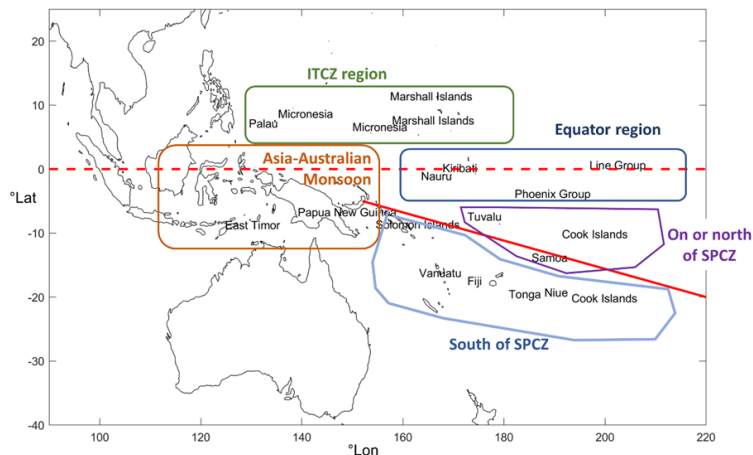 ITCZ region
Marshall Islands
Micronesia
Palau
Marshall Islands
Micronesia
Equator region
Asia-Australian
Monsoon
Kiribati
Line Group
Nauru
Phoenix Group
Papua New Guinea
East Timor
Solomon Islands
Tuvalu
Cook Islands
On or north
of SPCZ
Samoa
Vanuatu
Fiji
Tonga
Niue
Cook Islands
South of SPCZ
20
10
0
°Lat
-10
-20
-30
-40
100
120
140
160
180
200
220
°Lon